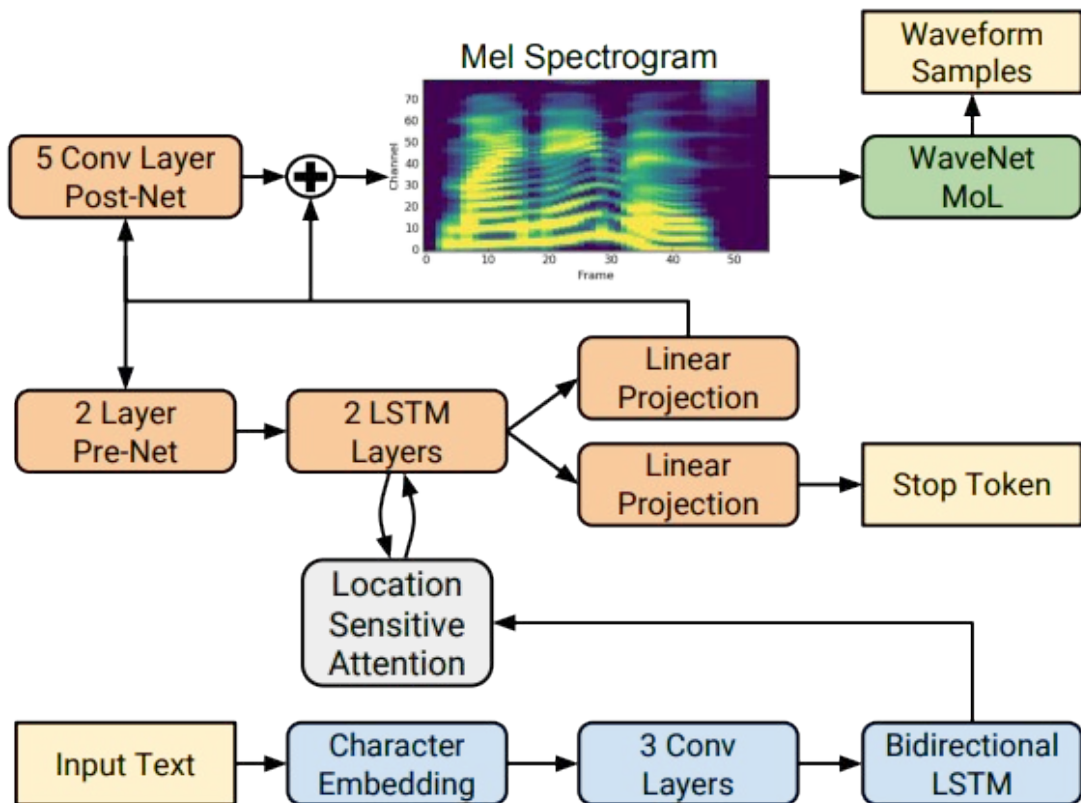 Mel Spectrogram
Waveform
Samples
5 Conv Layer
Post-Net
Channel
70
60
50
40
30
20
10
0
0 10 20 30 40 50
Frame
WaveNet
MoL
2 Layer
Pre-Net
2 LSTM
Layers
Linear
Projection
Linear
Projection
Stop Token
Location
Sensitive
Attention
Input Text
Character
Embedding
3 Conv
Layers
Bidirectional
LSTM